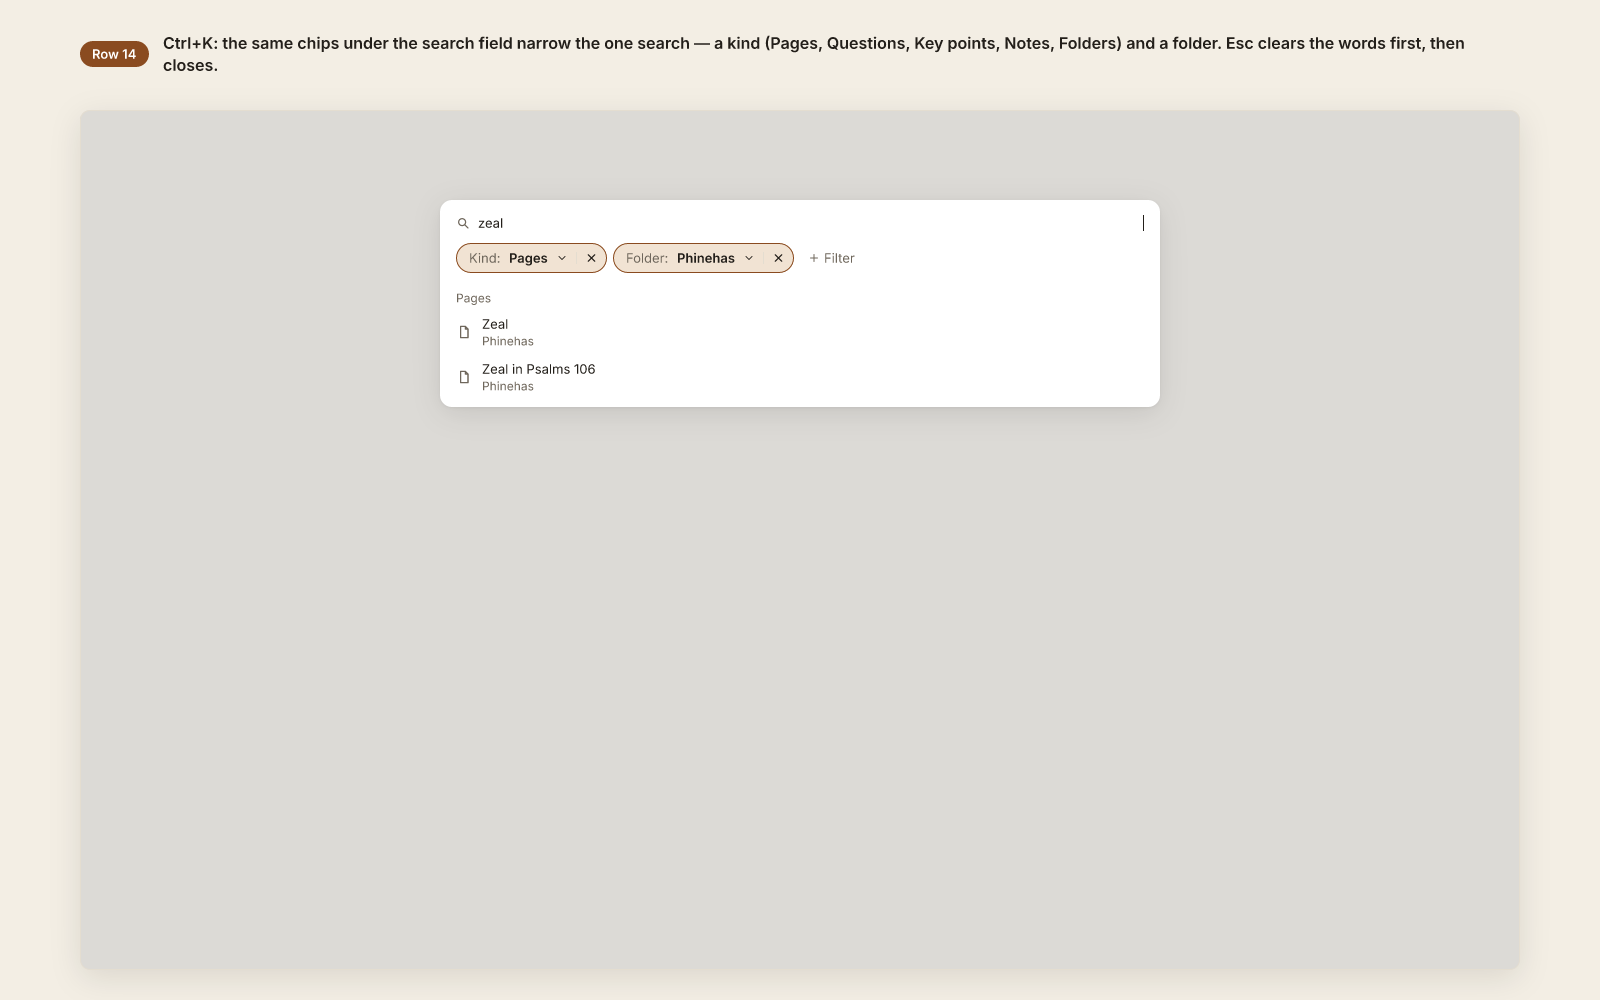 Row 14
Ctrl+K: the same chips under the search field narrow the one search — a kind (Pages, Questions, Key points, Notes, Folders) and a folder. Esc clears the words first, then
closes.
zeal
Kind: Pages
Folder: Phinehas
+ Filter
Pages
Zeal
Phinehas
Zeal in Psalms 106
Phinehas